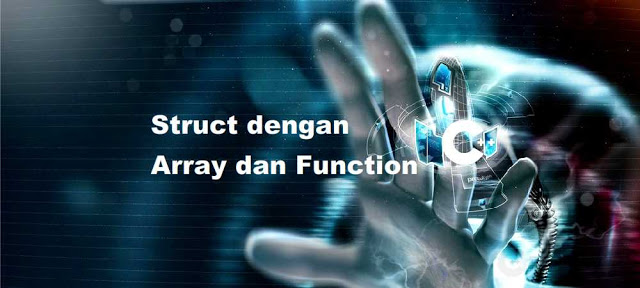 Struct dengan
Array dan Function
C++